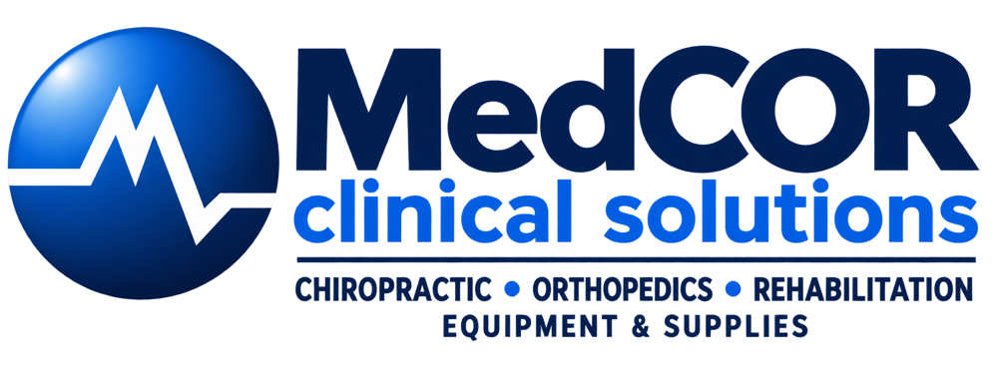 MedCOR
clinical solutions
CHIROPRACTIC • ORTHOPEDICS • REHABILITATION
EQUIPMENT & SUPPLIES